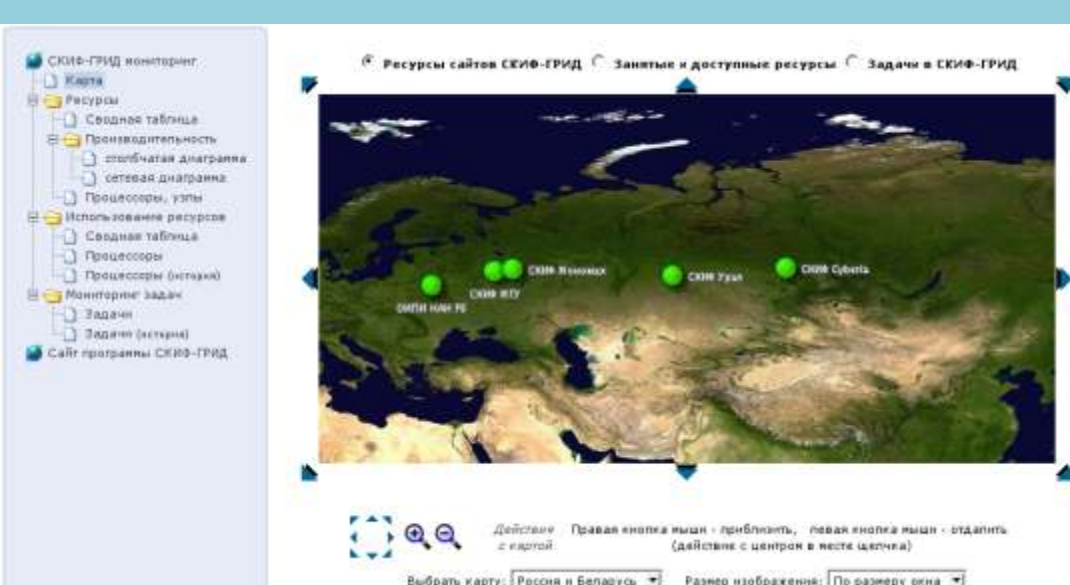 СКИФ-ГРИД мониторинг
Карта
Ресурсы
Сводная таблица
Производительность
столбчатая диаграмма
сетевая диаграмма
Процессоры, узлы
Использование ресурсов
Сводная таблица
Процессоры
Процессоры (история)
Мониторинг задач
Задачи
Задачи (история)
Сайт программы СКИФ-ГРИД
Ресурсы сайтов СКИФ-ГРИД Занятые и доступные ресурсы Задачи в СКИФ-ГРИД
СКИФ Мономах
СКИФ Урал
СКИФ Cyberia
СКИФ МГУ
ОИПИ НАН РБ
Действия Правая кнопка мыши - приблизить, левая кнопка мыши - отдалить
с картой (действие с центром в месте щелчка)
Выбрать карту: Россия и Беларусь Размер изображения: По размеру окна